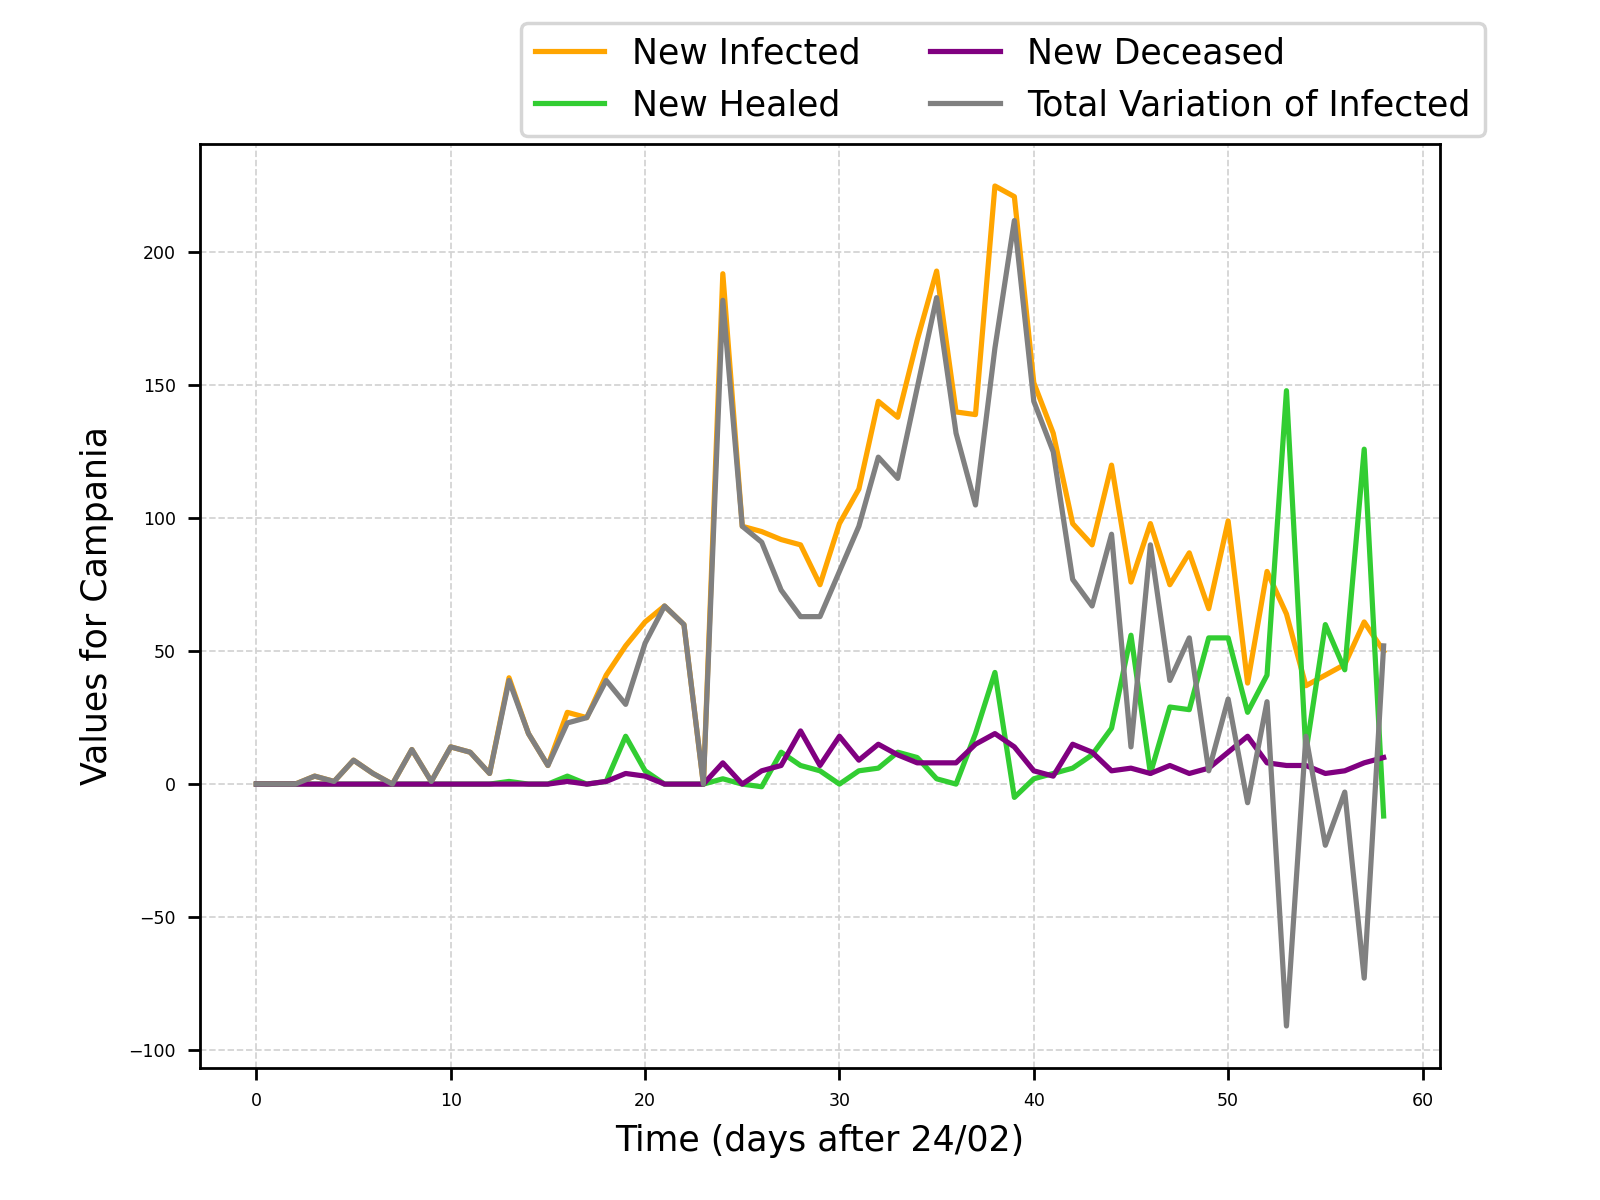 New Infected
New Healed
New Deceased
Total Variation of Infected
200
150
100
50
0
−50
−100
Values for Campania
0 10 20 30 40 50 60
Time (days after 24/02)